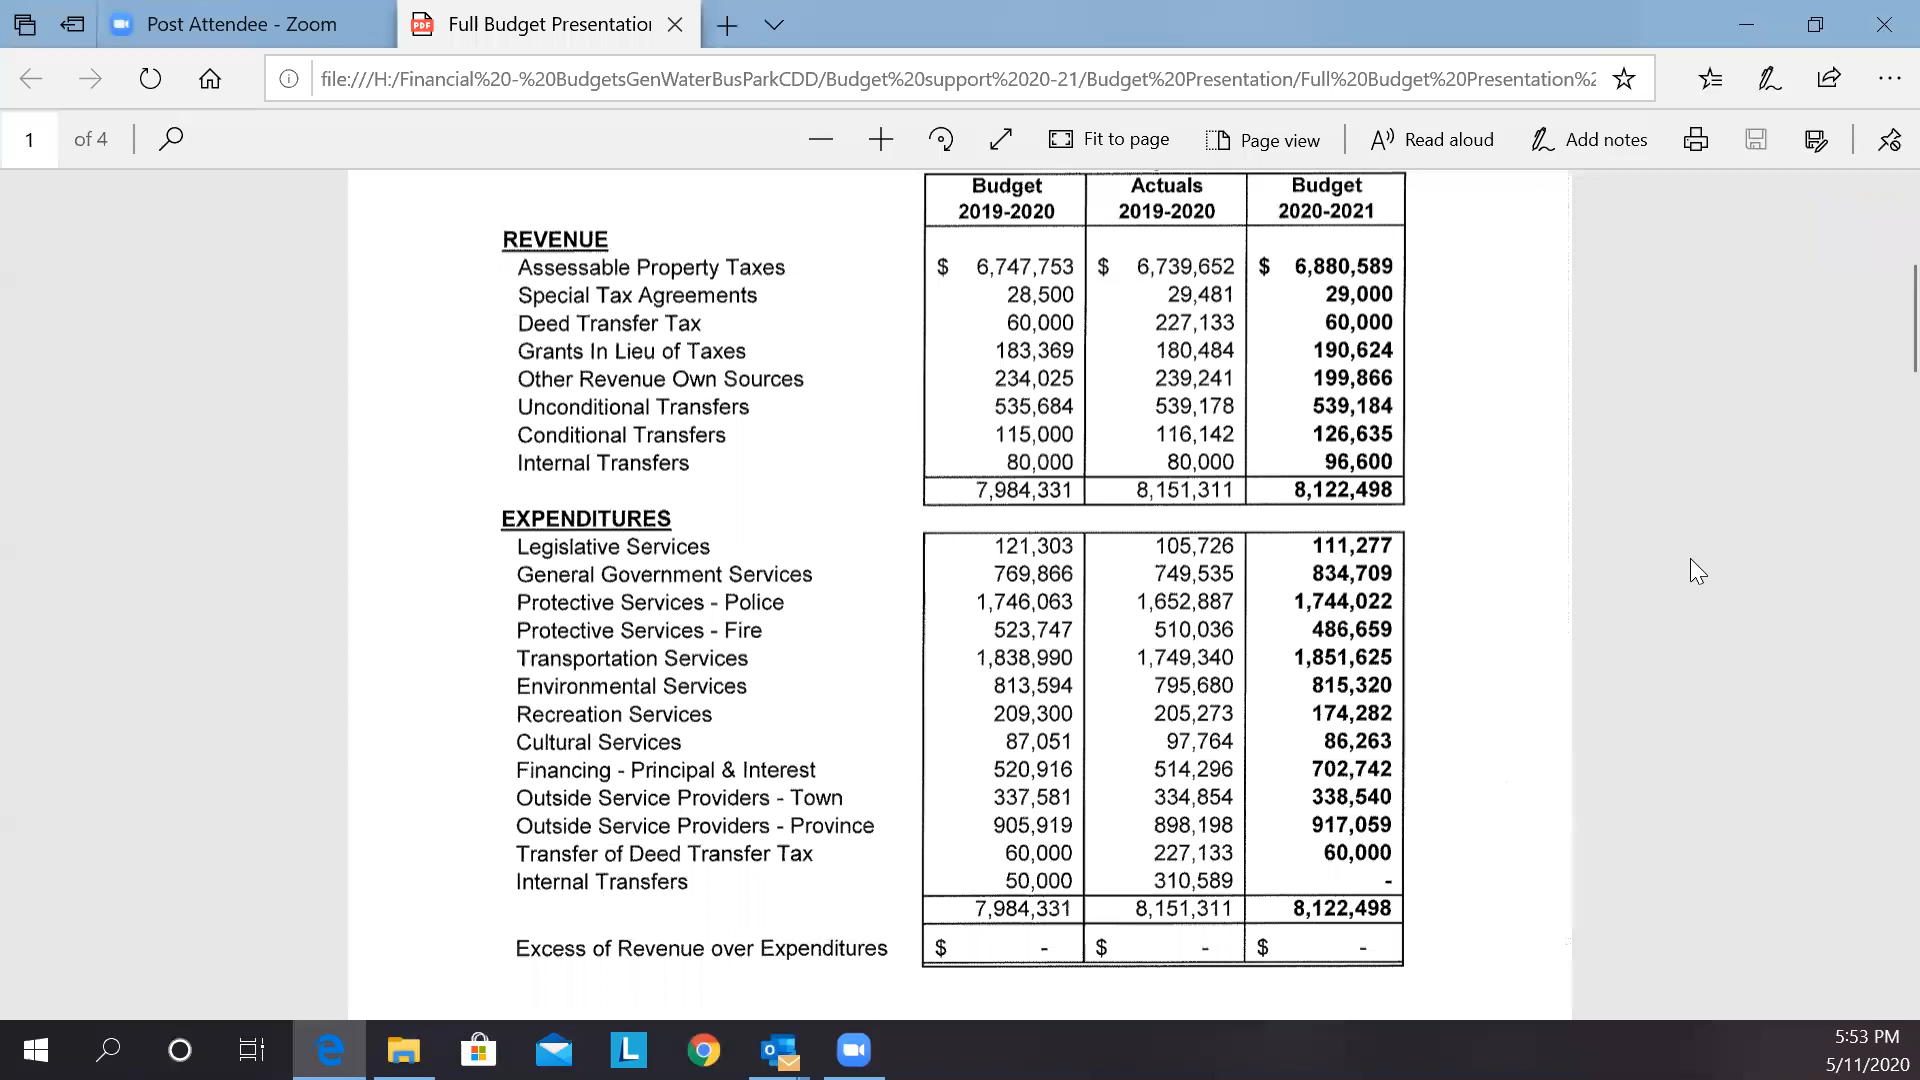 Post Attendee - Zoom
Full Budget Presentation
file:///H:/Financial%20-%20BudgetsGenWaterBusParkCDD/Budget%20support%2020-21/Budget%20Presentation/Full%20Budget%20Presentation%2
1 of 4
Fit to page
Page view
Read aloud
Add notes
Budget 2019-2020 Actuals 2019-2020 Budget 2020-2021
REVENUE
Assessable Property Taxes $ 6,747,753 $ 6,739,652 $ 6,880,589
Special Tax Agreements 28,500 29,481 29,000
Deed Transfer Tax 60,000 227,133 60,000
Grants In Lieu of Taxes 183,369 180,484 190,624
Other Revenue Own Sources 234,025 239,241 199,866
Unconditional Transfers 535,684 539,178 539,184
Conditional Transfers 115,000 116,142 126,635
Internal Transfers 80,000 80,000 96,600
7,984,331 8,151,311 8,122,498
EXPENDITURES
Legislative Services 121,303 105,726 111,277
General Government Services 769,866 749,535 834,709
Protective Services - Police 1,746,063 1,652,887 1,744,022
Protective Services - Fire 523,747 510,036 486,659
Transportation Services 1,838,990 1,749,340 1,851,625
Environmental Services 813,594 795,680 815,320
Recreation Services 209,300 205,273 174,282
Cultural Services 87,051 97,764 86,263
Financing - Principal & Interest 520,916 514,296 702,742
Outside Service Providers - Town 337,581 334,854 338,540
Outside Service Providers - Province 905,919 898,198 917,059
Transfer of Deed Transfer Tax 60,000 227,133 60,000
Internal Transfers 50,000 310,589 -
7,984,331 8,151,311 8,122,498
Excess of Revenue over Expenditures $ - $ - $ -
5:53 PM
5/11/2020